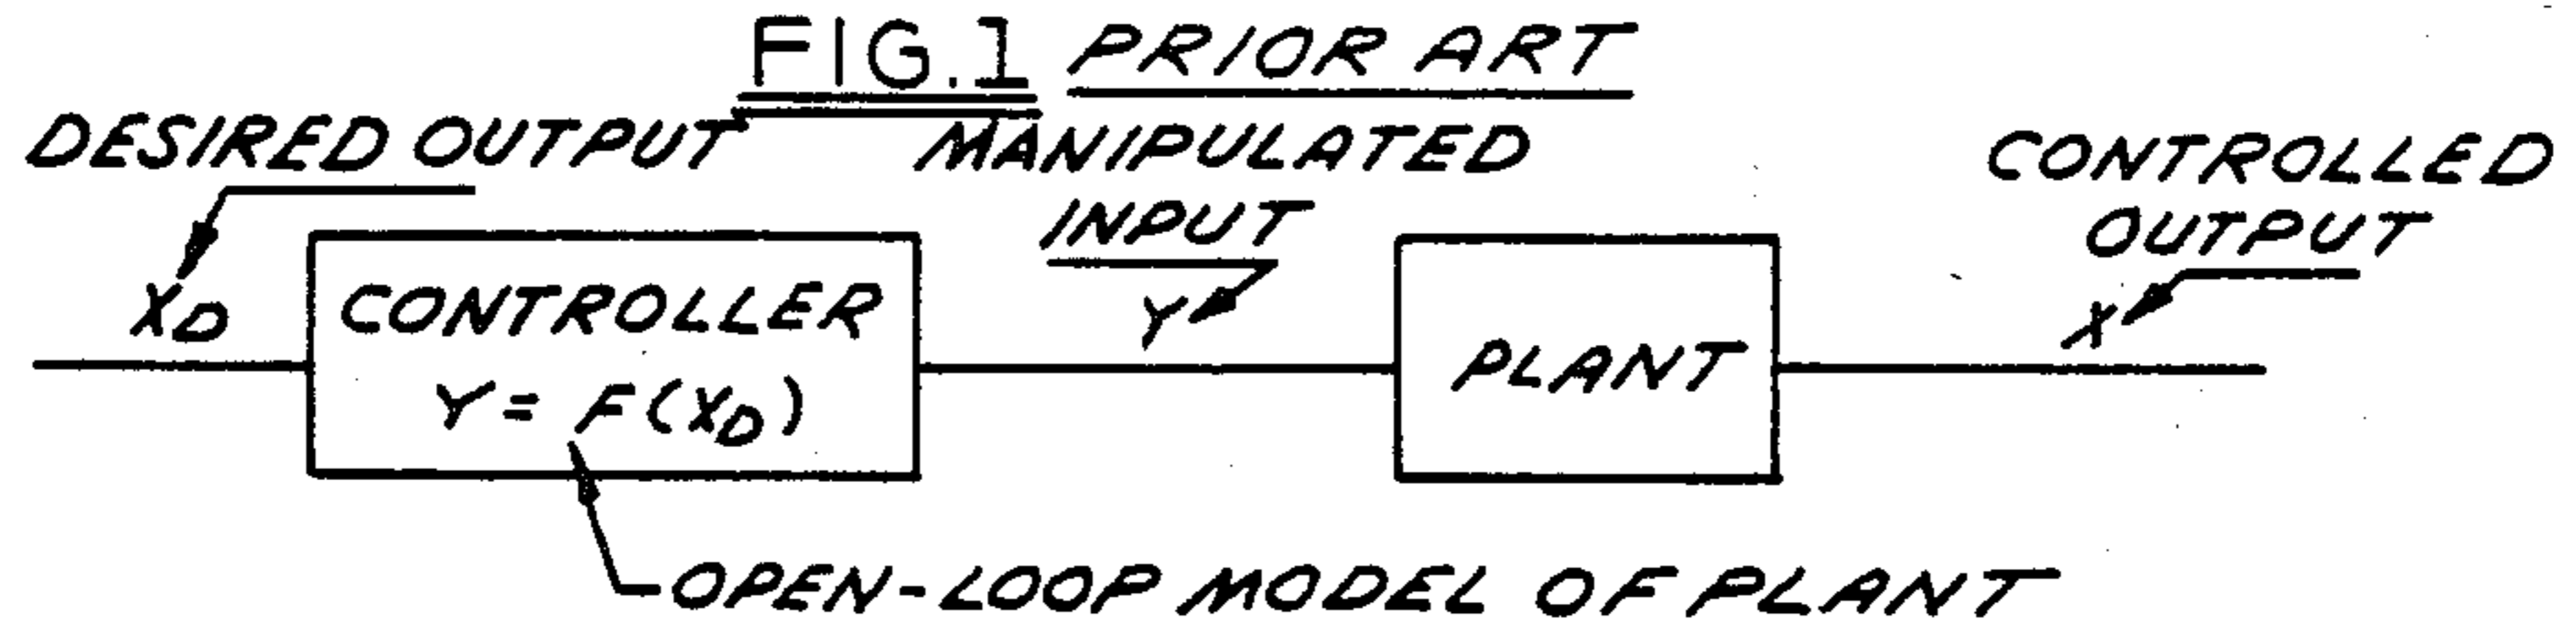 FIG.1 PRIOR ART
DESIRED OUTPUT
MANIPULATED
INPUT
CONTROLLED
OUTPUT
XD
CONTROLLER
Y = F(XD)
Y
PLANT
X
OPEN-LOOP MODEL OF PLANT